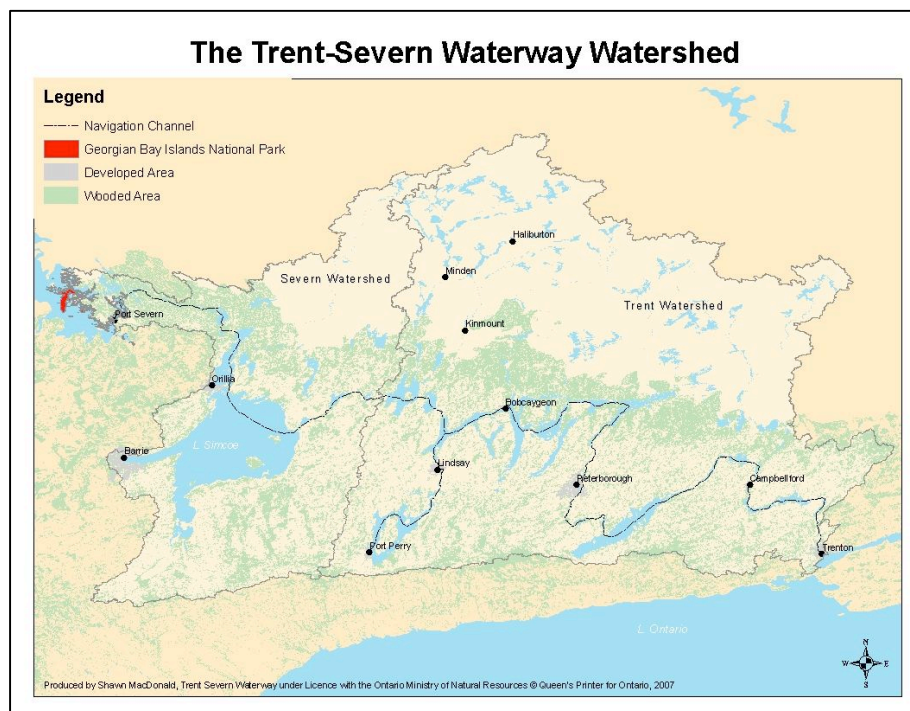 The Trent-Severn Waterway Watershed
Legend
Navigation Channel
Georgian Bay Islands National Park
Developed Area
Wooded Area
Haliburton
Minden
Severn Watershed
Trent Watershed
Port Severn
Kinmount
Orillia
Bobcaygeon
L. Simcoe
Barrie
Lindsay
Peterborough
Campbellford
Port Perry
Trenton
L. Ontario
N
W E
S
Produced by Shawn MacDonald, Trent Severn Waterway under Licence with the Ontario Ministry of Natural Resources © Queen's Printer for Ontario, 2007